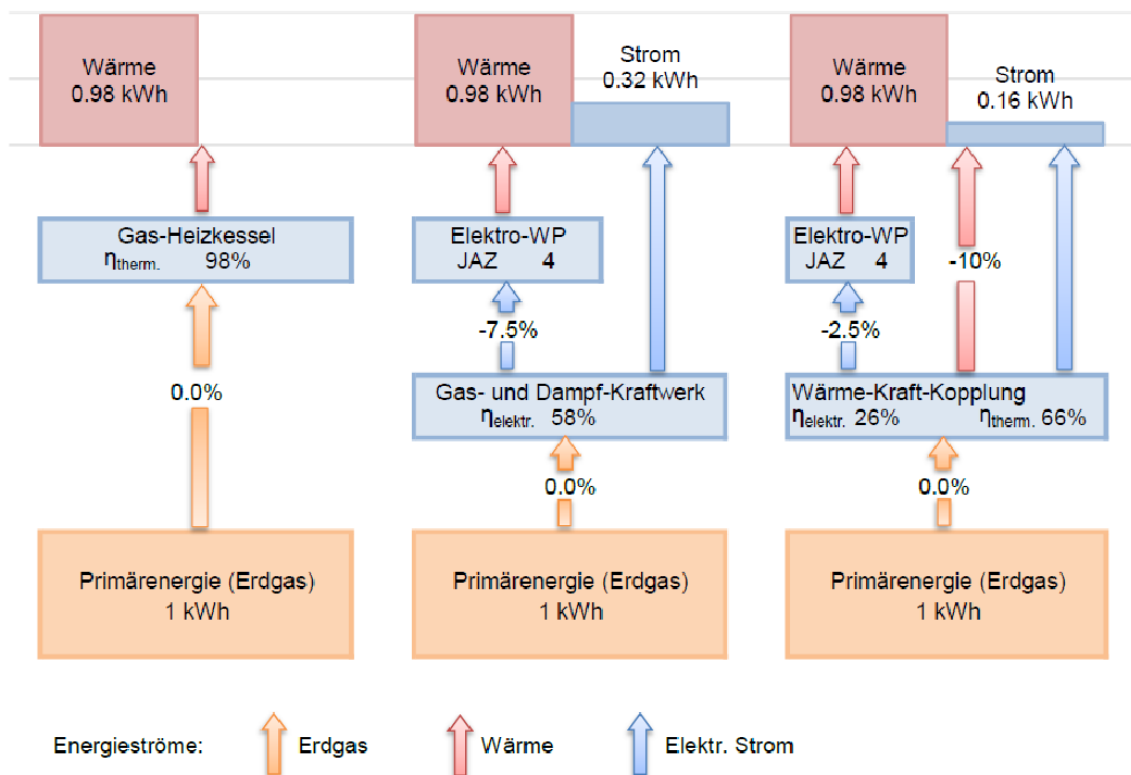 Wärme
0.98 kWh
Wärme
0.98 kWh
Strom
0.32 kWh
Wärme
0.98 kWh
Strom
0.16 kWh
Gas-Heizkessel
ηtherm. 98%
Elektro-WP
JAZ 4
Elektro-WP
JAZ 4
-10%
-7.5%
-2.5%
0.0%
Gas- und Dampf-Kraftwerk
ηelektr. 58%
Wärme-Kraft-Kopplung
ηelektr. 26% ηtherm. 66%
0.0%
0.0%
Primärenergie (Erdgas)
1 kWh
Primärenergie (Erdgas)
1 kWh
Primärenergie (Erdgas)
1 kWh
Energieströme: Erdgas Wärme Elektr. Strom